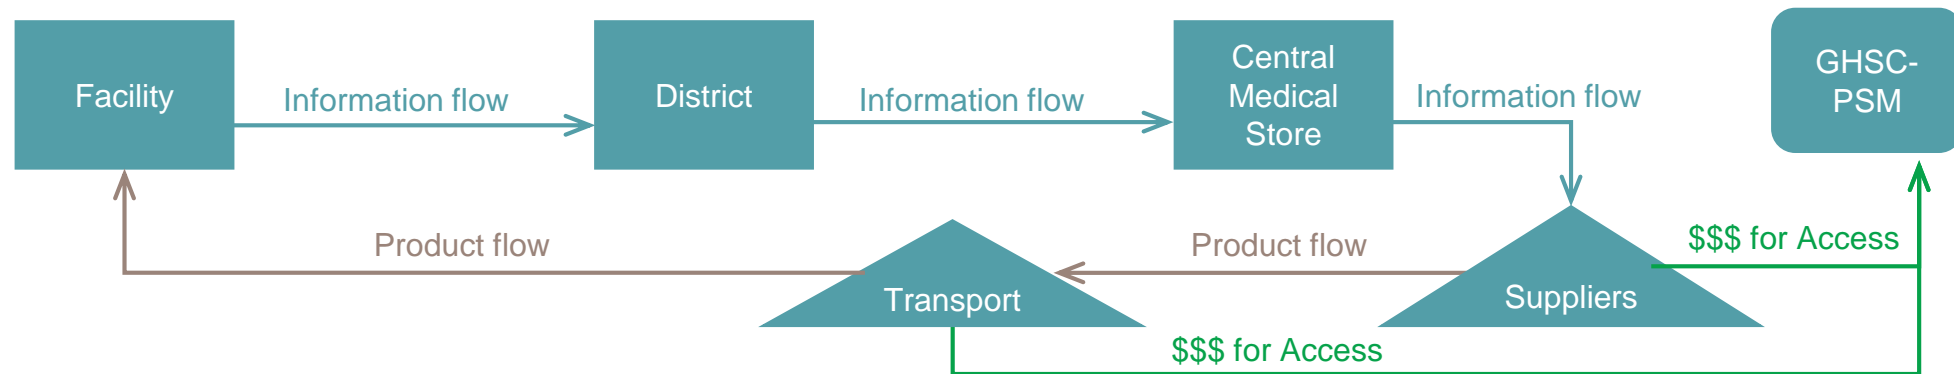 Facility
Information flow
District
Information flow
Central
Medical
Store
Information flow
GHSC-
PSM
Product flow
Transport
Product flow
Suppliers
$$$ for Access
$$$ for Access